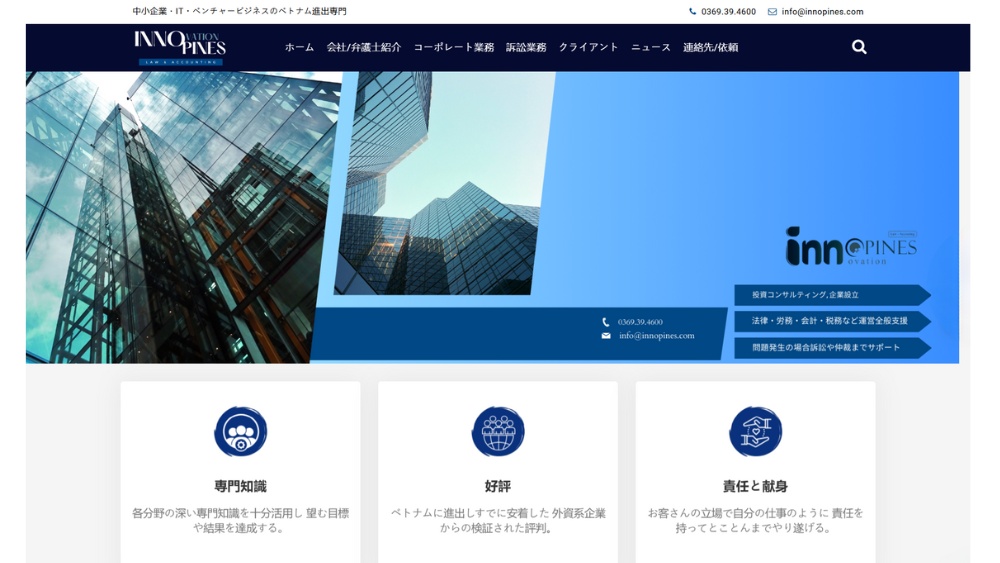 中小企業・IT・ベンチャービジネスのベトナム進出専門
0369.39.4600
info@innopines.com
INNOVATION
PINES
LAW & ACCOUNTING
ホーム
会社/弁護士紹介
コーポレート業務
訴訟業務
クライアント
ニュース
連絡先/依頼
innPINES
ovation
投資コンサルティング,企業設立
0369.39.4600
法律・労務・会計・税務など運営全般支援
info@innopines.com
問題発生の場合訴訟や仲裁までサポート
専門知識
各分野の深い専門知識を十分活用し 望む目標
や結果を達成する。
好評
ベトナムに進出しすでに安着した 外資系企業
からの検証された評判。
責任と献身
お客さんの立場で自分の仕事のように 責任を
持ってとことんまでやり遂げる。